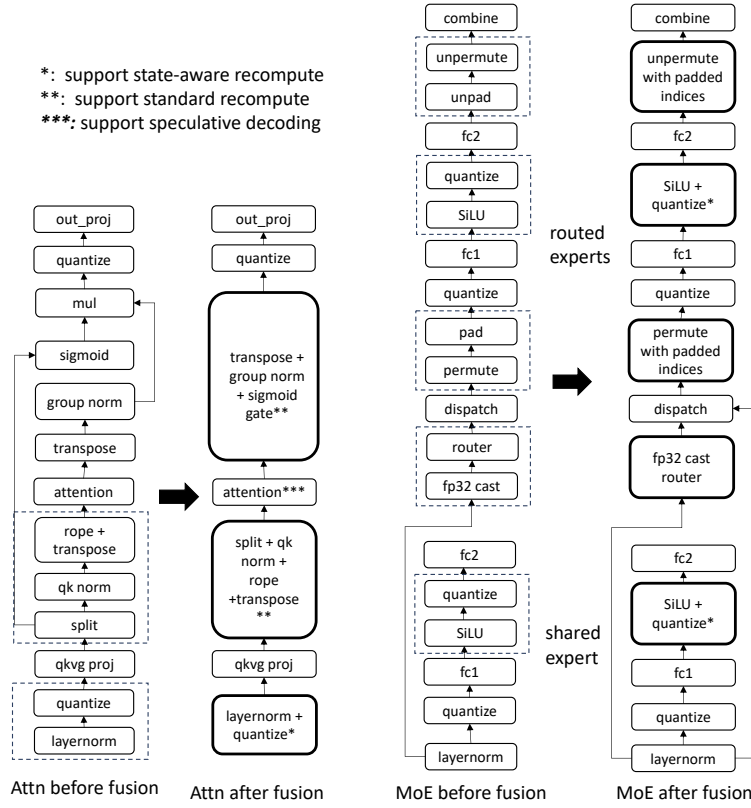 *: support state-aware recompute
**: support standard recompute
***: support speculative decoding
out_proj
quantize
mul
sigmoid
group norm
transpose
attention
rope +
transpose
qk norm
split
qkvg proj
quantize
layernorm
Attn before fusion
out_proj
quantize
transpose +
group norm
+ sigmoid
gate**
attention***
split + qk
norm +
rope
+transpose
**
qkvg proj
layernorm +
quantize*
Attn after fusion
combine
unpermute
unpad
fc2
quantize
SiLU
fc1
quantize
pad
permute
dispatch
router
fp32 cast
fc2
quantize
SiLU
fc1
quantize
layernorm
MoE before fusion
routed
experts
shared
expert
combine
unpermute
with padded
indices
fc2
SiLU +
quantize*
fc1
quantize
permute
with padded
indices
dispatch
fp32 cast
router
fc2
SiLU +
quantize*
fc1
quantize
layernorm
MoE after fusion